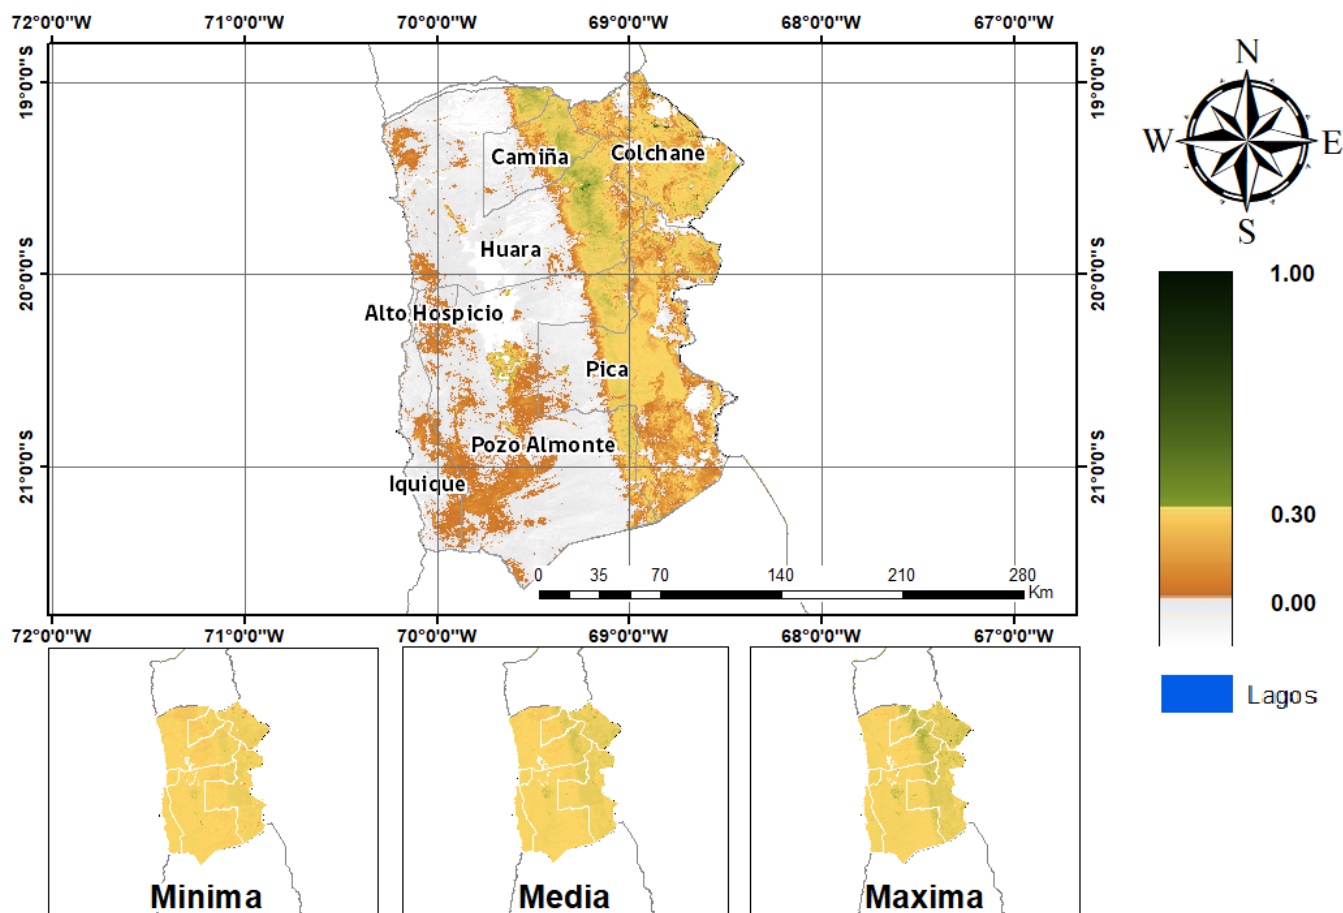 72°0'0"W 71°0'0"W 70°0'0"W 69°0'0"W 68°0'0"W 67°0'0"W
19°0'0"S
19°0'0"S
N
W
E
S
Camiña
Colchane
Huara
20°0'0"S
20°0'0"S
1.00
Alto Hospicio
Pica
Pozo Almonte
21°0'0"S
21°0'0"S
Iquique
0.30
0 35 70 140 210 280
Km
0.00
72°0'0"W 71°0'0"W 70°0'0"W 69°0'0"W 68°0'0"W 67°0'0"W
Lagos
Minima
Media
Maxima